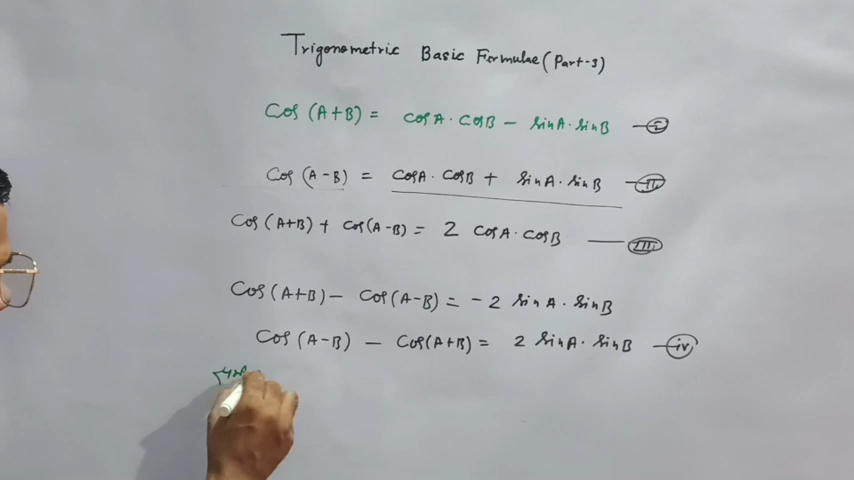 Trigonometric Basic Formulae (Part-3)
Cos (A+B) = cosA · cosB − sinA · sinB — I
Cos (A−B) = cosA · cosB + sinA · sinB — II
Cos (A+B) + cos(A−B) = 2 cosA · cosB — III
Cos (A+B) − cos(A−B) = −2 sinA · sinB
Cos (A−B) − cos(A+B) = 2 sinA · sinB — iv